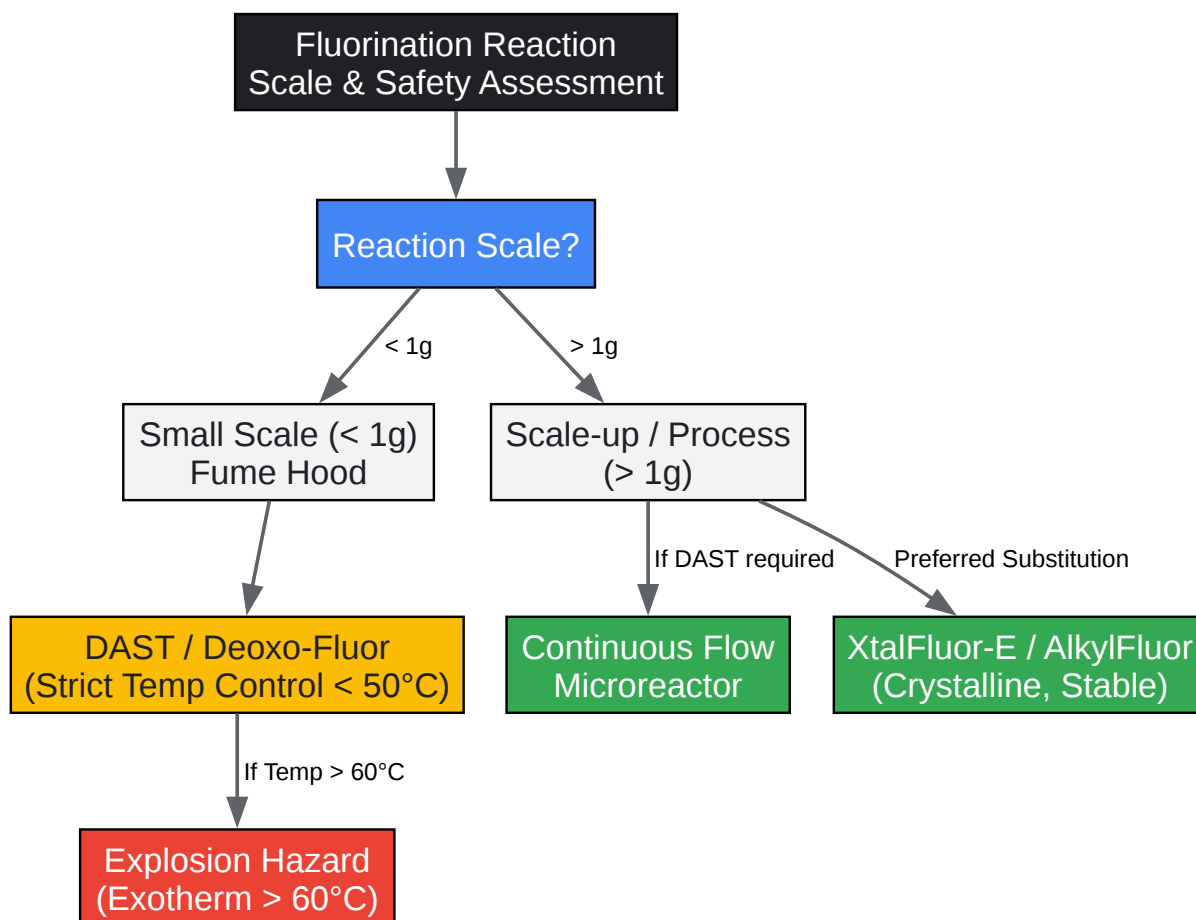 Fluorination Reaction
Scale & Safety Assessment
Reaction Scale?
< 1g
> 1g
Small Scale (< 1g)
Fume Hood
Scale-up / Process
(> 1g)
If DAST required
Preferred Substitution
DAST / Deoxo-Fluor
(Strict Temp Control < 50°C)
Continuous Flow
Microreactor
XtalFluor-E / AlkylFluor
(Crystalline, Stable)
If Temp > 60°C
Explosion Hazard
(Exotherm > 60°C)